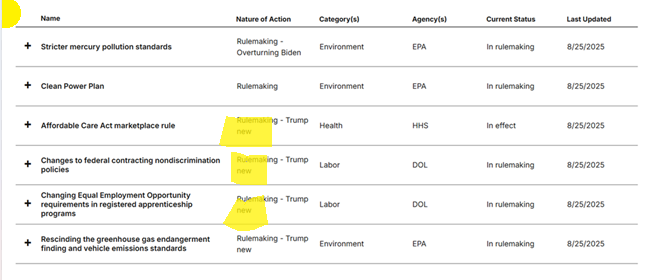 Name Nature of Action Category(s) Agency(s) Current Status Last Updated
+ Stricter mercury pollution standards Rulemaking - Environment EPA In rulemaking 8/25/2025
Overturning Biden
+ Clean Power Plan Rulemaking Environment EPA In rulemaking 8/25/2025
+ Affordable Care Act marketplace rule Rulemaking - Trump Health HHS In effect 8/25/2025
new
+ Changes to federal contracting nondiscrimination Rulemaking - Trump Labor DOL In rulemaking 8/25/2025
policies new
+ Changing Equal Employment Opportunity Rulemaking - Trump Labor DOL In rulemaking 8/25/2025
requirements in registered apprenticeship new
programs
+ Rescinding the greenhouse gas endangerment Rulemaking - Trump Environment EPA In rulemaking 8/25/2025
finding and vehicle emissions standards new